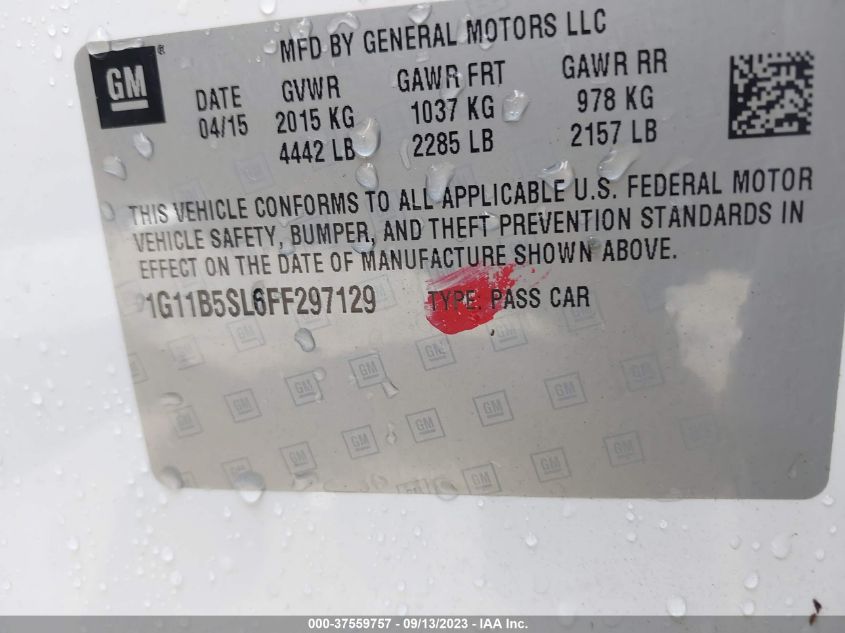 GM
MFD BY GENERAL MOTORS LLC
DATE GVWR GAWR FRT GAWR RR
04/15 2015 KG 1037 KG 978 KG
4442 LB 2285 LB 2157 LB
THIS VEHICLE CONFORMS TO ALL APPLICABLE U.S. FEDERAL MOTOR
VEHICLE SAFETY, BUMPER, AND THEFT PREVENTION STANDARDS IN
EFFECT ON THE DATE OF MANUFACTURE SHOWN ABOVE.
1G11B5SL6FF297129 TYPE: PASS CAR
000-37559757 - 09/13/2023 - IAA Inc.